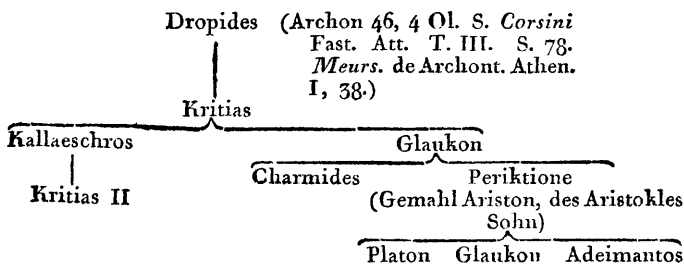 Dropides (Archon 46, 4 Ol. S. Corsini
Fast. Att. T. III. S. 78.
Meurs. de Archont. Athen.
I, 38.)
Kritias
Kallaeschros Glaukon
Charmides Periktione
Kritias II
(Gemahl Ariston, des Aristokles
Sohn)
Platon Glaukon Adeimantos